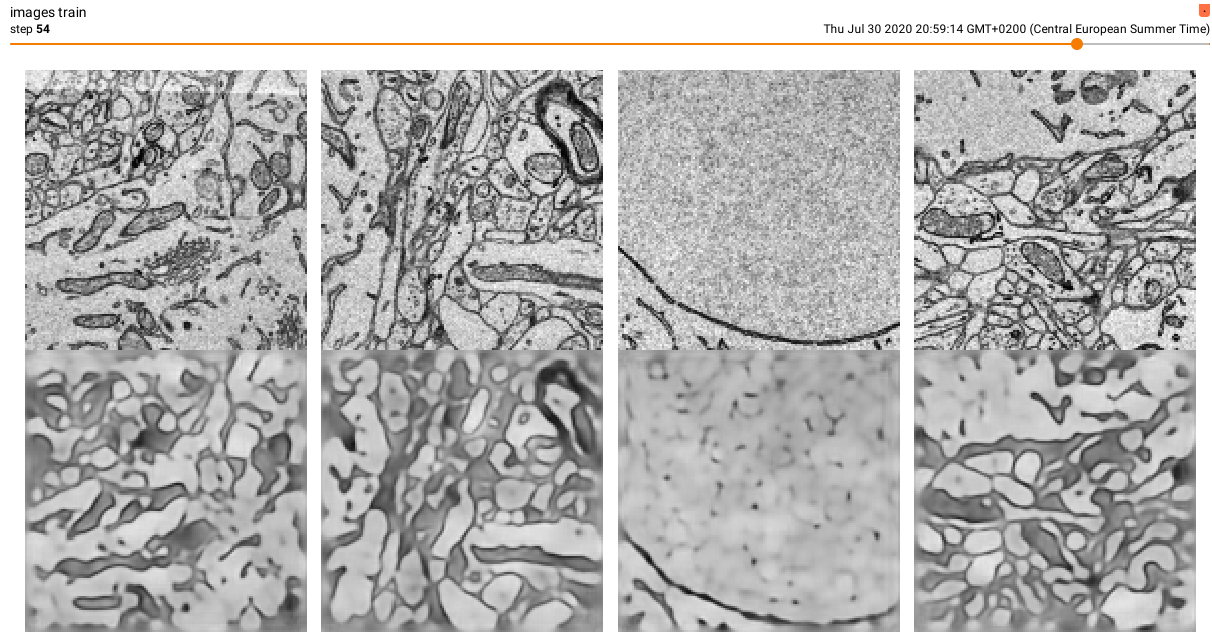 images train
step 54
Thu Jul 30 2020 20:59:14 GMT+0200 (Central European Summer Time)